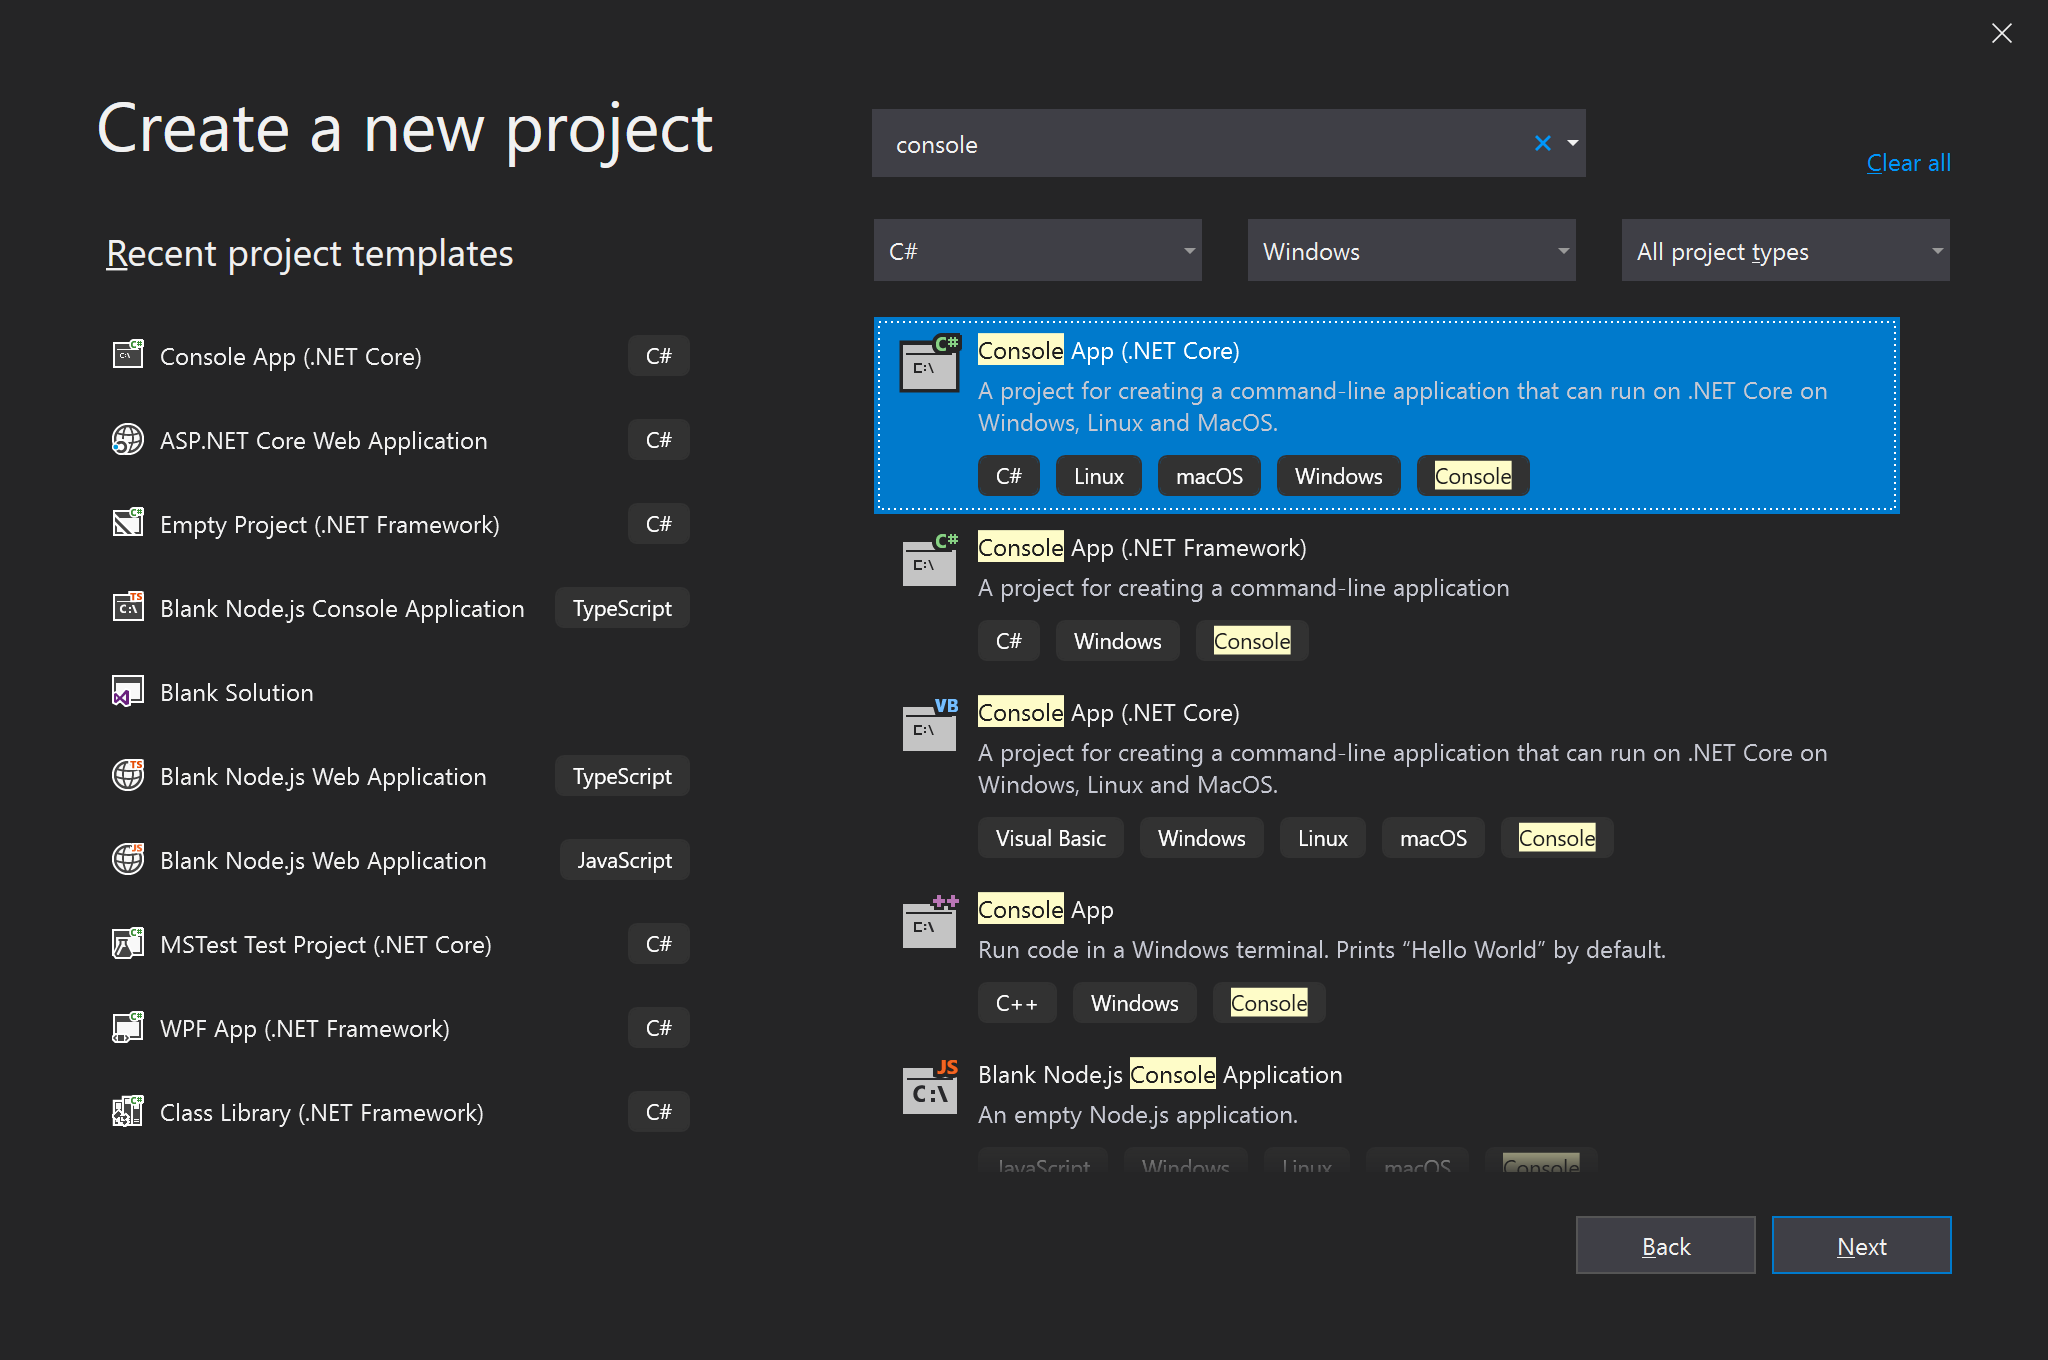 Create a new project
console
Clear all
C#
Windows
All project types
Recent project templates
Console App (.NET Core)
C#
ASP.NET Core Web Application
C#
Empty Project (.NET Framework)
C#
Blank Node.js Console Application
TypeScript
Blank Solution
Blank Node.js Web Application
TypeScript
Blank Node.js Web Application
JavaScript
MSTest Test Project (.NET Core)
C#
WPF App (.NET Framework)
C#
Class Library (.NET Framework)
C#
C#
C:\
Console App (.NET Core)
A project for creating a command-line application that can run on .NET Core on
Windows, Linux and MacOS.
C# Linux macOS Windows Console
C#
C:\
Console App (.NET Framework)
A project for creating a command-line application
C# Windows Console
VB
C:\
Console App (.NET Core)
A project for creating a command-line application that can run on .NET Core on
Windows, Linux and MacOS.
Visual Basic Windows Linux macOS Console
++
C:\
Console App
Run code in a Windows terminal. Prints “Hello World” by default.
C++ Windows Console
JS
C:\
Blank Node.js Console Application
An empty Node.js application.
JavaScript Windows Linux macOS Console
Back
Next